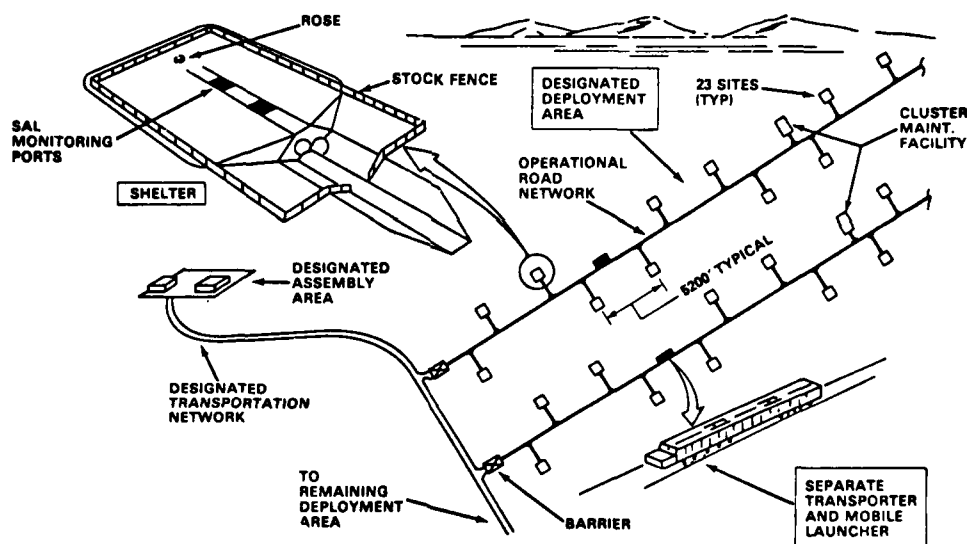 ROSE
STOCK FENCE
SAL
MONITORING
PORTS
SHELTER
DESIGNATED
DEPLOYMENT
AREA
23 SITES
(TYP)
CLUSTER
MAINT.
FACILITY
OPERATIONAL
ROAD
NETWORK
DESIGNATED
ASSEMBLY
AREA
5200' TYPICAL
DESIGNATED
TRANSPORTATION
NETWORK
TO
REMAINING
DEPLOYMENT
AREA
BARRIER
SEPARATE
TRANSPORTER
AND MOBILE
LAUNCHER